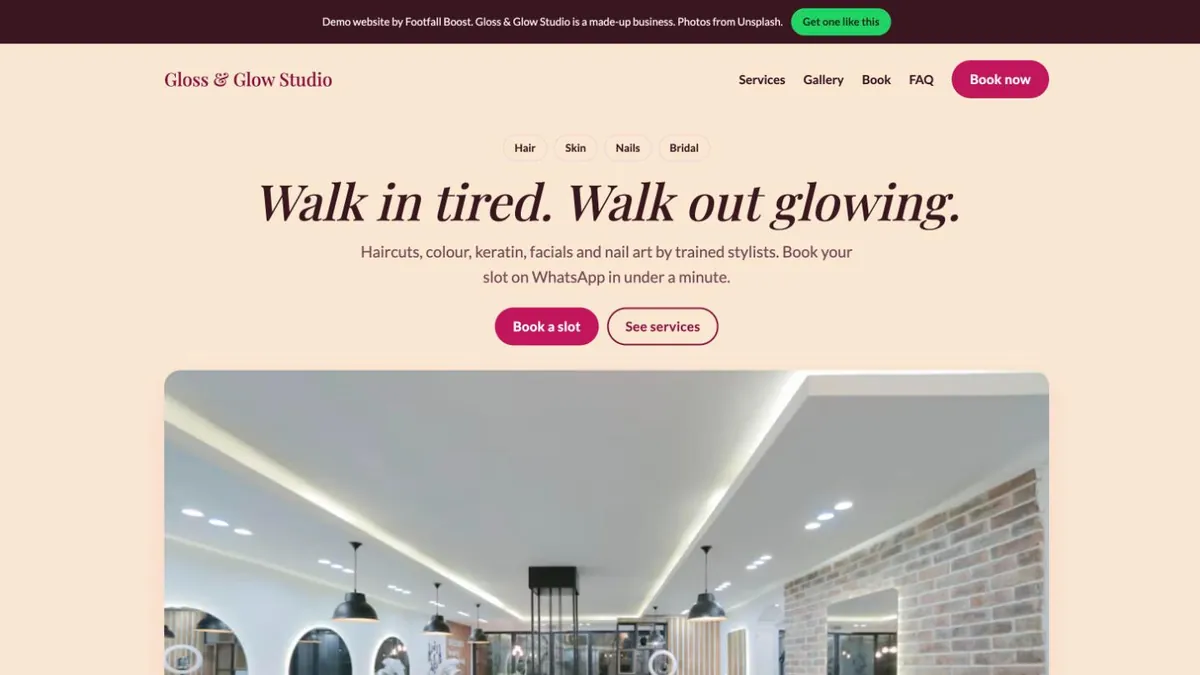 Demo website by Footfall Boost. Gloss & Glow Studio is a made-up business. Photos from Unsplash. Get one like this
Gloss & Glow Studio Services Gallery Book FAQ Book now
Hair Skin Nails Bridal
Walk in tired. Walk out glowing.
Haircuts, colour, keratin, facials and nail art by trained stylists. Book your
slot on WhatsApp in under a minute.
Book a slot See services